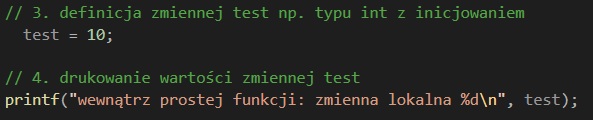 // 3. definicja zmiennej test np. typu int z inicjowaniem
test = 10;
// 4. drukowanie wartości zmiennej test
printf("wewnątrz prostej funkcji: zmienna lokalna %d\n", test);